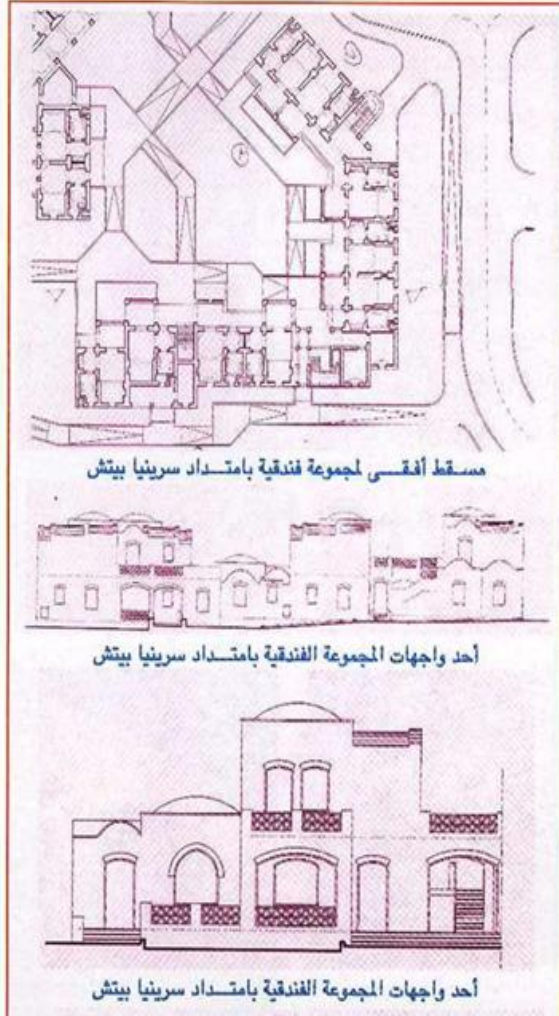 مسقط أفقى لمجموعة فندقية بامتداد سرينيا بيتش
أحد واجهات المجموعة الفندقية بامتداد سرينيا بيتش
أحد واجهات المجموعة الفندقية بامتداد سرينيا بيتش